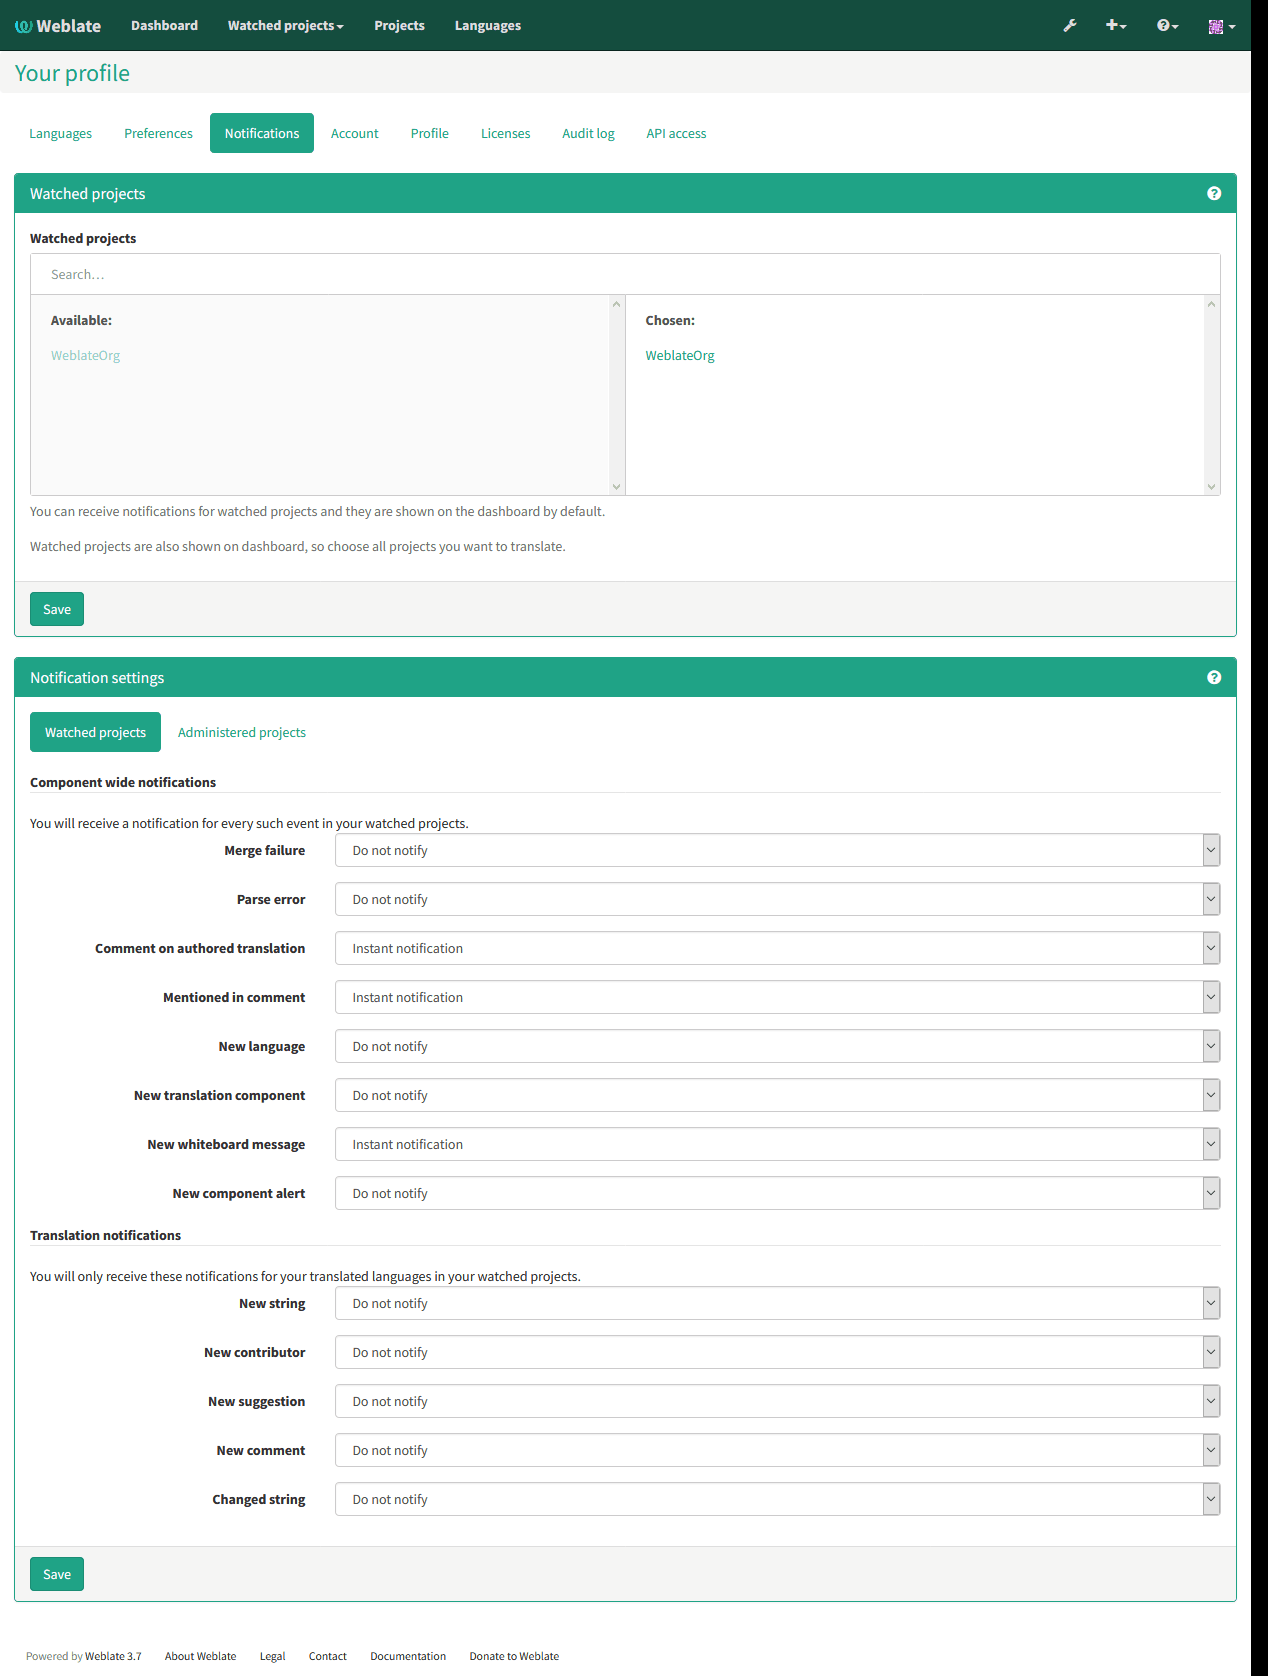 Weblate Dashboard Watched projects Projects Languages
Your profile
Languages Preferences Notifications Account Profile Licenses Audit log API access
Watched projects
Watched projects
Search...
Available: Chosen:
WeblateOrg WeblateOrg
You can receive notifications for watched projects and they are shown on the dashboard by default.
Watched projects are also shown on dashboard, so choose all projects you want to translate.
Save
Notification settings
Watched projects Administered projects
Component wide notifications
You will receive a notification for every such event in your watched projects.
Merge failure Do not notify
Parse error Do not notify
Comment on authored translation Instant notification
Mentioned in comment Instant notification
New language Do not notify
New translation component Do not notify
New whiteboard message Instant notification
New component alert Do not notify
Translation notifications
You will only receive these notifications for your translated languages in your watched projects.
New string Do not notify
New contributor Do not notify
New suggestion Do not notify
New comment Do not notify
Changed string Do not notify
Save
Powered by Weblate 3.7 About Weblate Legal Contact Documentation Donate to Weblate